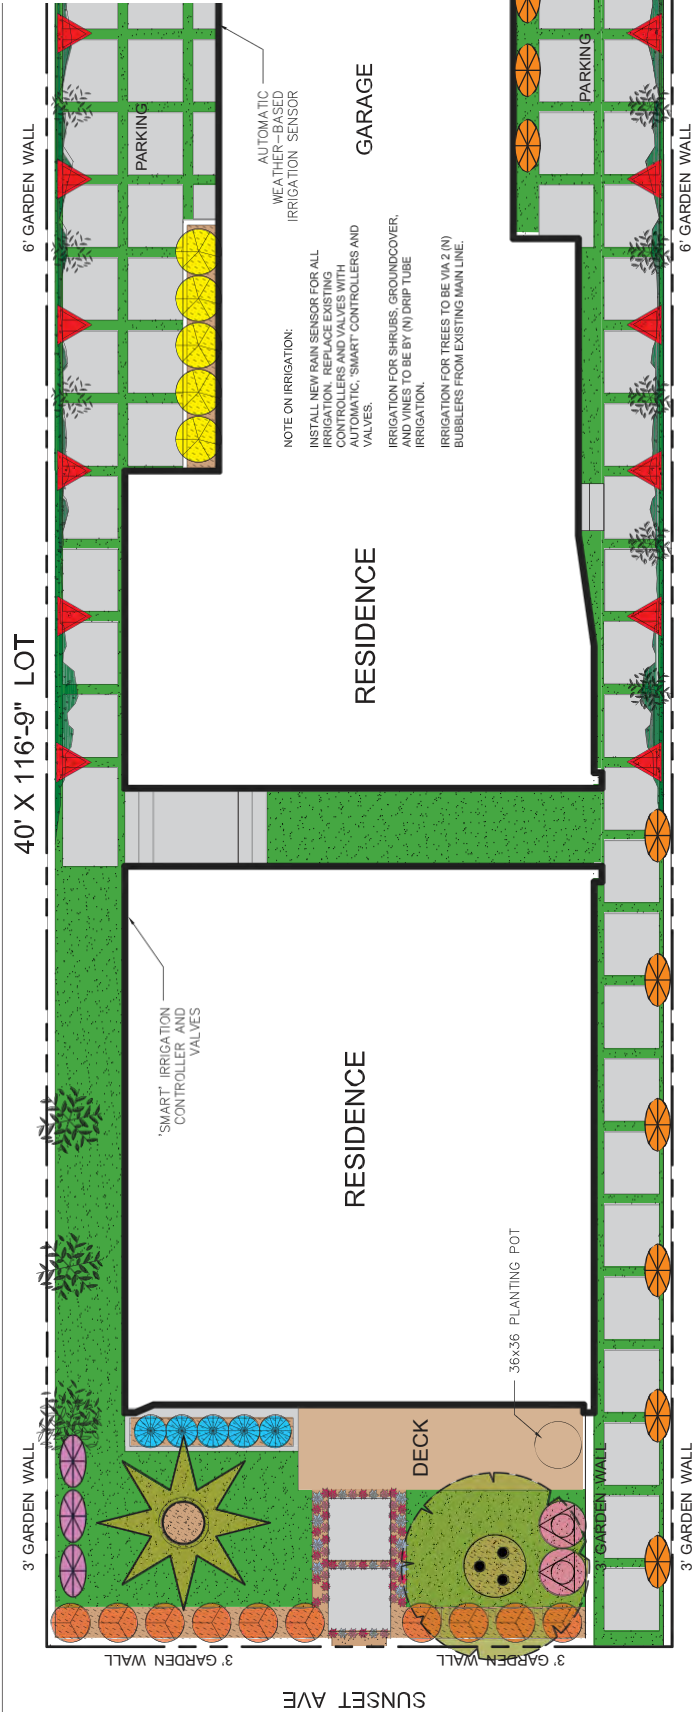 40' X 116'-9" LOT
6' GARDEN WALL
3' GARDEN WALL
PARKING
AUTOMATIC
WEATHER-BASED
IRRIGATION SENSOR
GARAGE
PARKING
6' GARDEN WALL
NOTE ON IRRIGATION:
INSTALL NEW RAIN SENSOR FOR ALL
IRRIGATION. REPLACE EXISTING
CONTROLLERS AND VALVES WITH
AUTOMATIC, 'SMART' CONTROLLERS AND
VALVES.
IRRIGATION FOR SHRUBS, GROUNDCOVER,
AND VINES TO BE BY (N) DRIP TUBE
IRRIGATION.
IRRIGATION FOR TREES TO BE VIA 2 (N)
BUBBLERS FROM EXISTING MAIN LINE.
RESIDENCE
'SMART' IRRIGATION
CONTROLLER AND
VALVES
RESIDENCE
36x36 PLANTING POT
DECK
3' GARDEN WALL
3' GARDEN WALL
3' GARDEN WALL
3' GARDEN WALL
SUNSET AVE